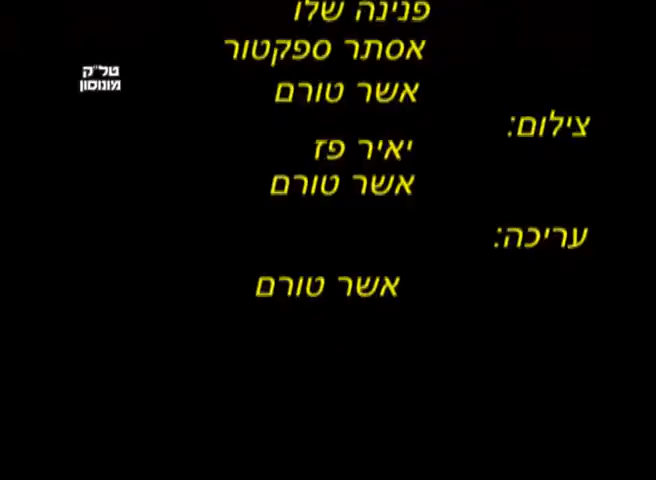 פנינה שלו
אסתר ספקטור
טל"ק
מונוסון
אשר טורם
צילום:
יאיר פז
אשר טורם
עריכה:
אשר טורם